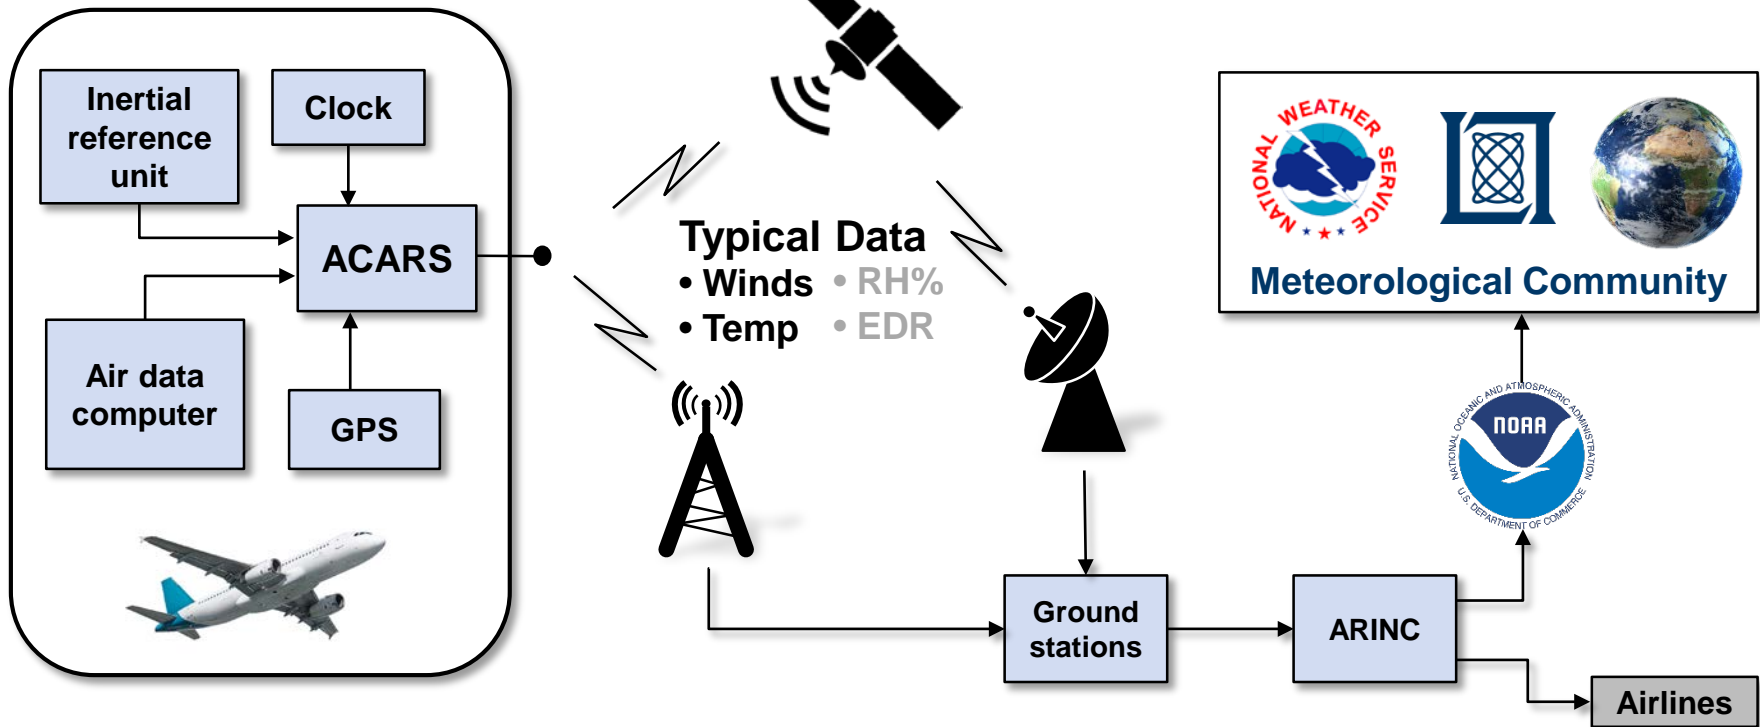 Inertial
reference
unit
Clock
ACARS
Air data
computer
GPS
Typical Data
• Winds • RH%
• Temp • EDR
NATIONAL WEATHER SERVICE
Meteorological Community
NATIONAL OCEANIC AND ATMOSPHERIC ADMINISTRATION
NOAA
U.S. DEPARTMENT OF COMMERCE
Ground
stations
ARINC
Airlines